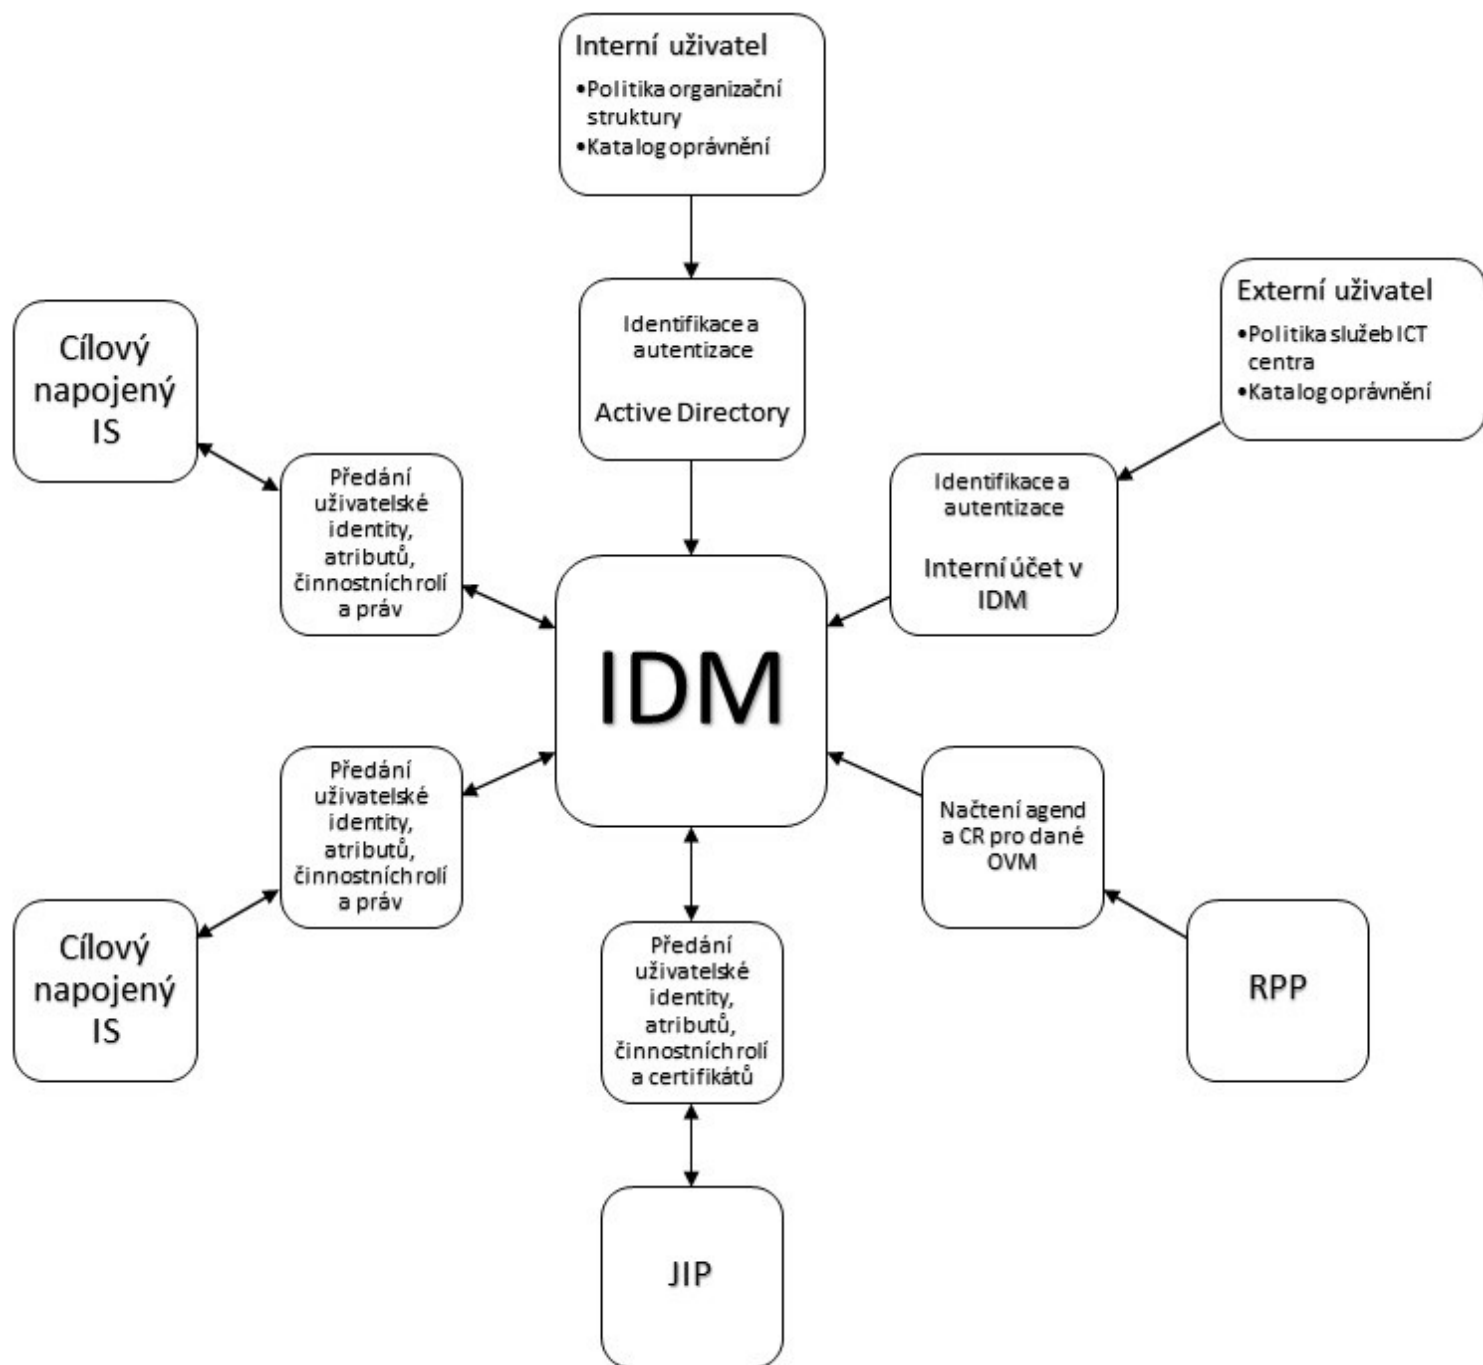 Interní uživatel
•Politika organizační
struktury
•Katalog oprávnění
Identifikace a
autentizace
Active Directory
Externí uživatel
•Politika služeb ICT
centra
•Katalog oprávnění
Cílový
napojený
IS
Předání
uživatelské
identity,
atributů,
činnostních rolí
a práv
Identifikace a
autentizace
Interní účet v
IDM
IDM
Předání
uživatelské
identity,
atributů,
činnostních rolí
a práv
Načtení agend
a CR pro dané
OVM
Cílový
napojený
IS
Předání
uživatelské
identity,
atributů,
činnostních rolí
a certifikátů
RPP
JIP